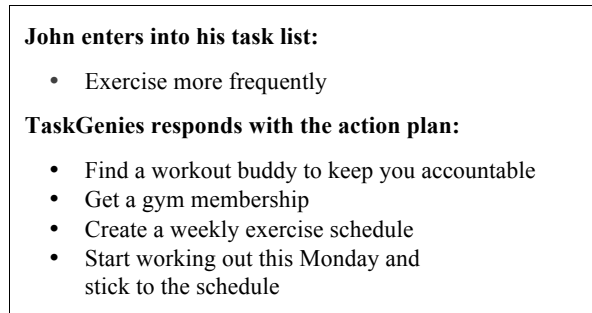 John enters into his task list:
• Exercise more frequently
TaskGenies responds with the action plan:
• Find a workout buddy to keep you accountable
• Get a gym membership
• Create a weekly exercise schedule
• Start working out this Monday and
stick to the schedule